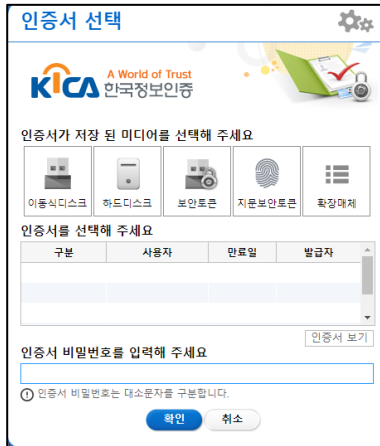 인증서 선택
KICA A World of Trust
한국정보인증
인증서가 저장 된 미디어를 선택해 주세요
이동식디스크 하드디스크 보안토큰 지문보안토큰 확장매체
인증서를 선택해 주세요
구분 사용자 만료일 발급자
인증서 보기
인증서 비밀번호를 입력해 주세요
인증서 비밀번호는 대소문자를 구분합니다.
확인 취소